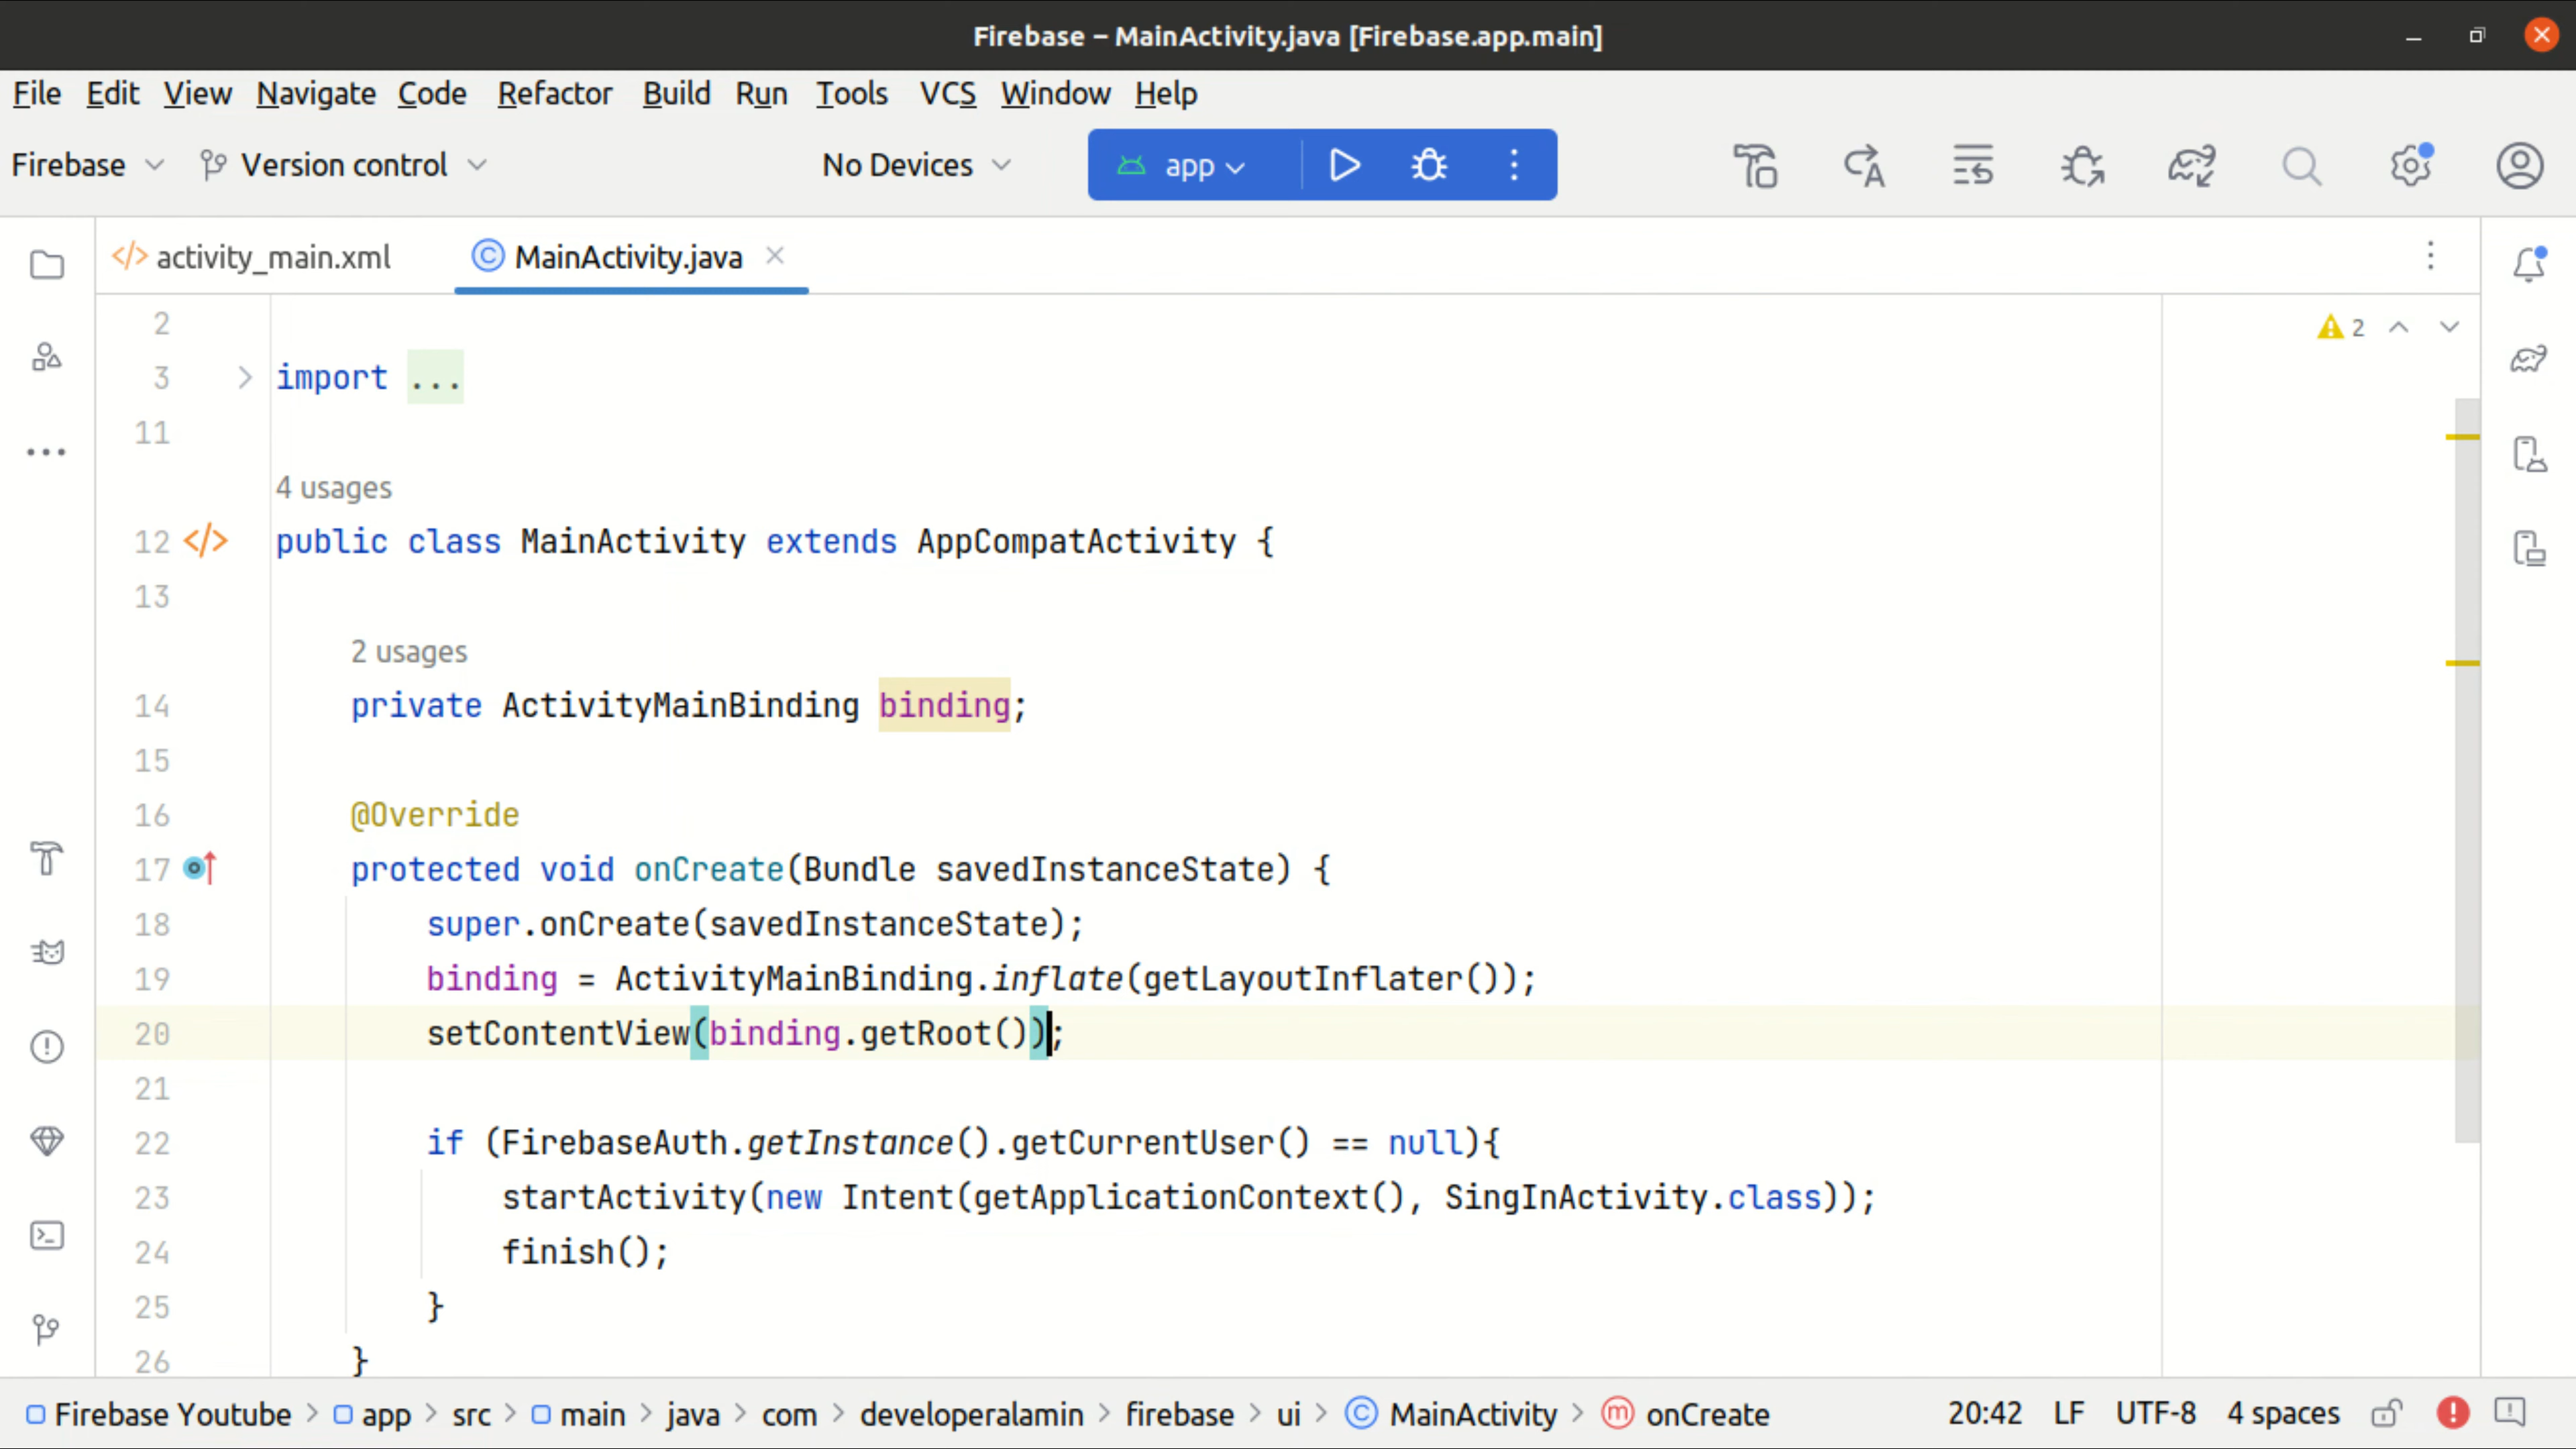 Firebase – MainActivity.java [Firebase.app.main]
File Edit View Navigate Code Refactor Build Run Tools VCS Window Help
Firebase Version control No Devices app
activity_main.xml MainActivity.java
2
3 import ...
11
4 usages
12 public class MainActivity extends AppCompatActivity {
13
2 usages
14 private ActivityMainBinding binding;
15
16 @Override
17 protected void onCreate(Bundle savedInstanceState) {
18 super.onCreate(savedInstanceState);
19 binding = ActivityMainBinding.inflate(getLayoutInflater());
20 setContentView(binding.getRoot());
21
22 if (FirebaseAuth.getInstance().getCurrentUser() == null){
23 startActivity(new Intent(getApplicationContext(), SingInActivity.class));
24 finish();
25 }
26 }
2
Firebase Youtube > app > src > main > java > com > developeralamin > firebase > ui > MainActivity > onCreate 20:42 LF UTF-8 4 spaces